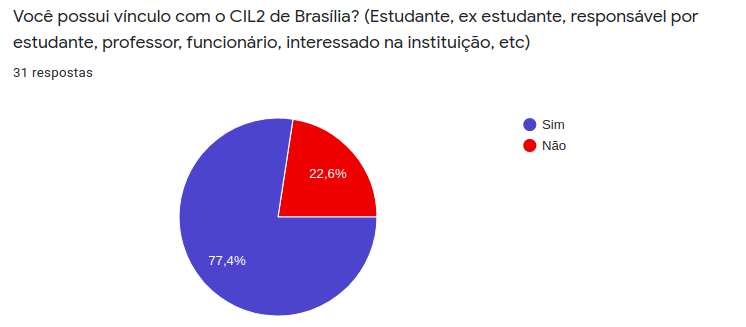 Você possui vínculo com o CIL2 de Brasília? (Estudante, ex estudante, responsável por
estudante, professor, funcionário, interessado na instituição, etc)
31 respostas
Sim
Não
22,6%
77,4%